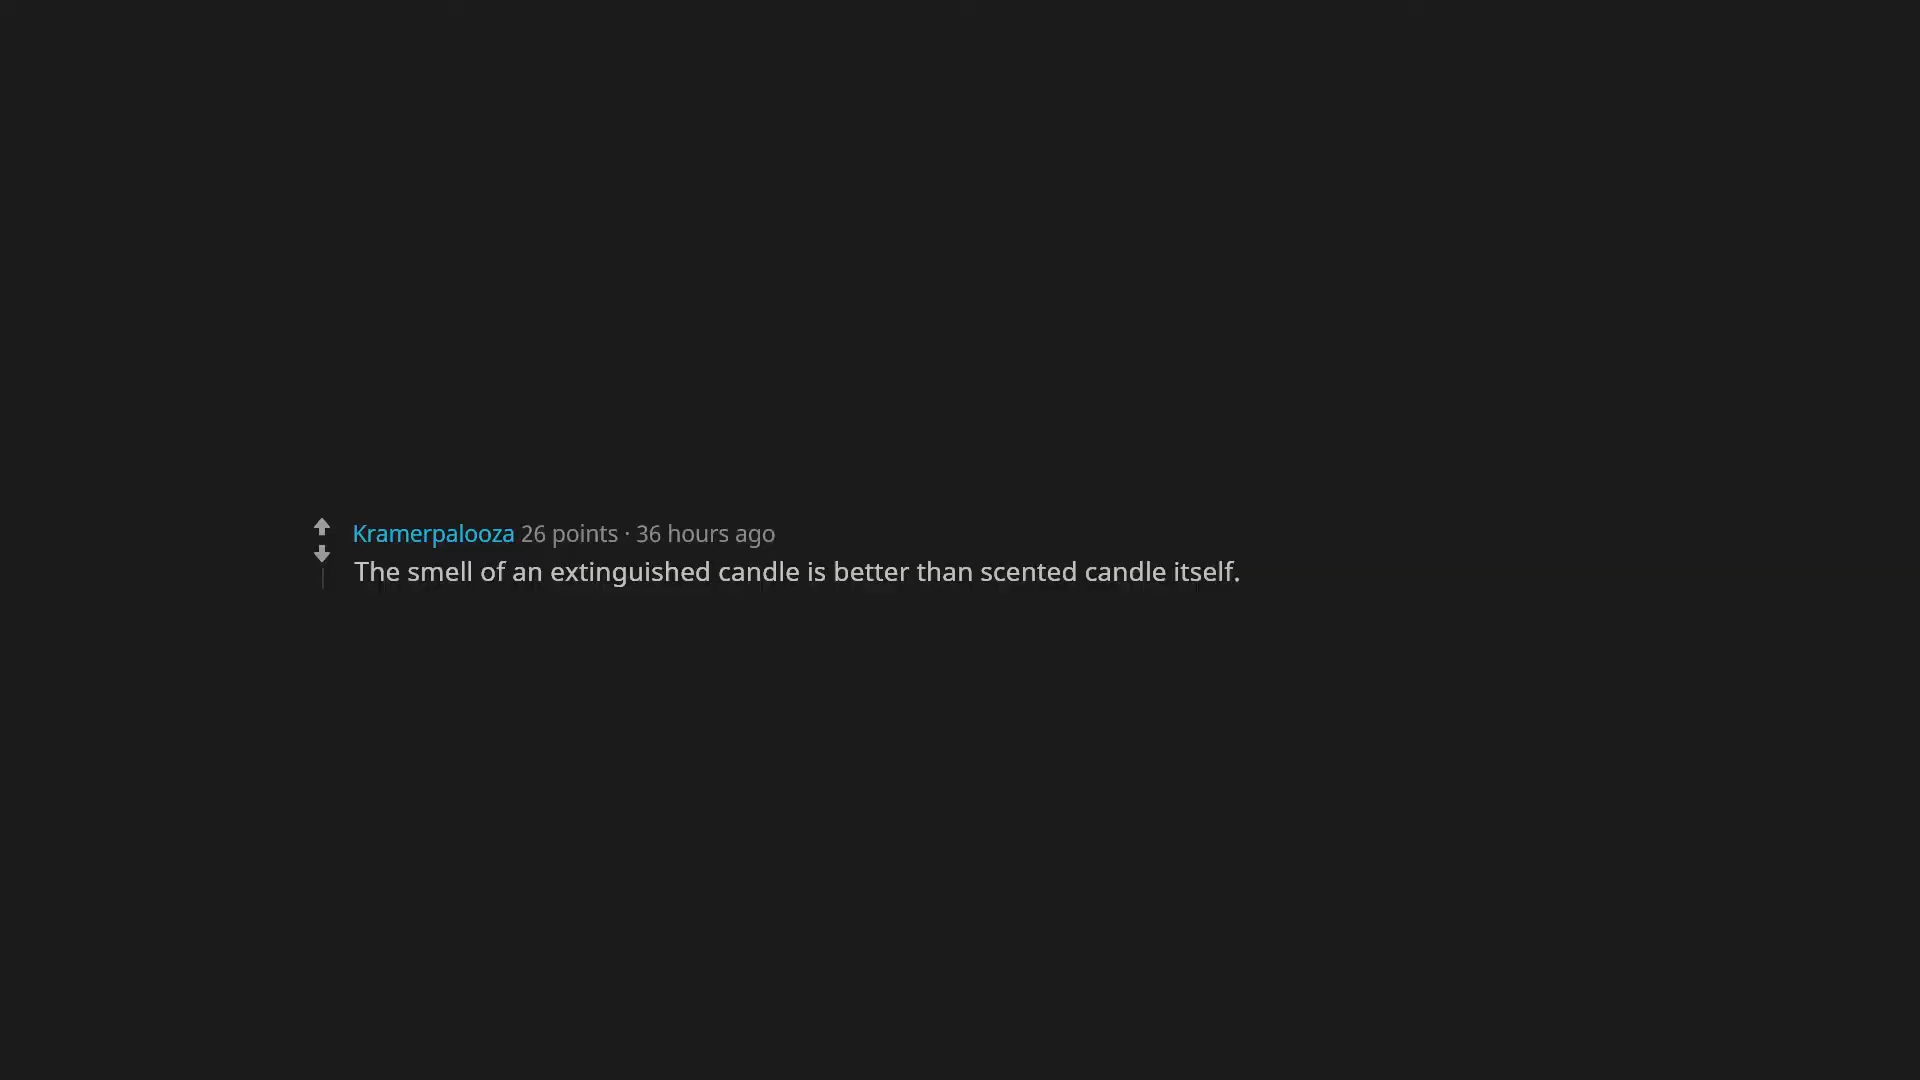 Kramerpalooza 26 points · 36 hours ago
The smell of an extinguished candle is better than scented candle itself.